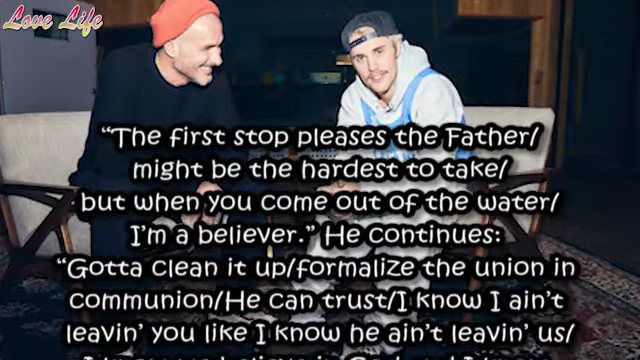 Love Life
“The first stop pleases the Father/
might be the hardest to take/
but when you come out of the water/
I’m a believer.” He continues:
“Gotta clean it up/formalize the union in
communion/He can trust/I know I ain’t
leavin’ you like I know he ain’t leavin’ us/